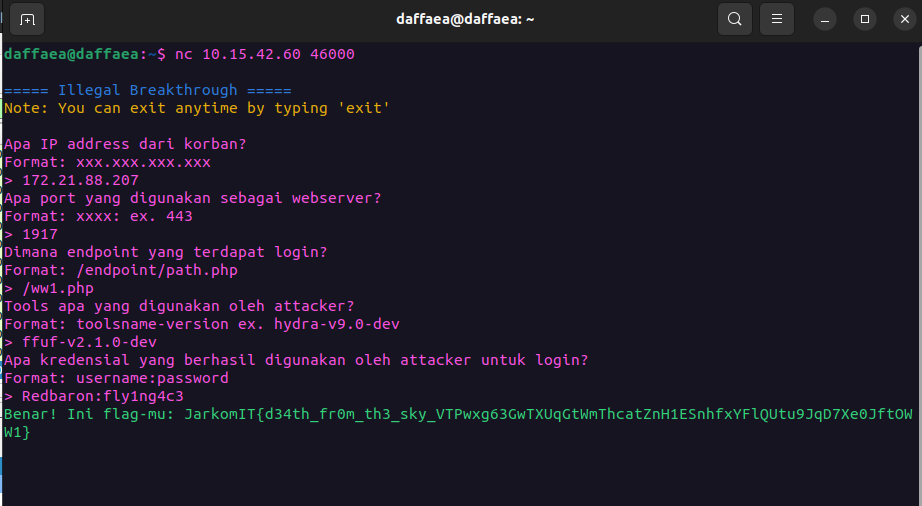 daffaea@daffaea: ~
daffaea@daffaea:~$ nc 10.15.42.60 46000
===== Illegal Breakthrough =====
Note: You can exit anytime by typing 'exit'
Apa IP address dari korban?
Format: xxx.xxx.xxx.xxx
> 172.21.88.207
Apa port yang digunakan sebagai webserver?
Format: xxxx: ex. 443
> 1917
Dimana endpoint yang terdapat login?
Format: /endpoint/path.php
> /ww1.php
Tools apa yang digunakan oleh attacker?
Format: toolsname-version ex. hydra-v9.0-dev
> ffuf-v2.1.0-dev
Apa kredensial yang berhasil digunakan oleh attacker untuk login?
Format: username:password
> Redbaron:fly1ng4c3
Benar! Ini flag-mu: JarkomIT{d34th_fr0m_th3_sky_VTPwxg63GwTXUqGtWmThcatZnH1ESnhfxYFlQUtu9JqD7Xe0JftOW
W1}